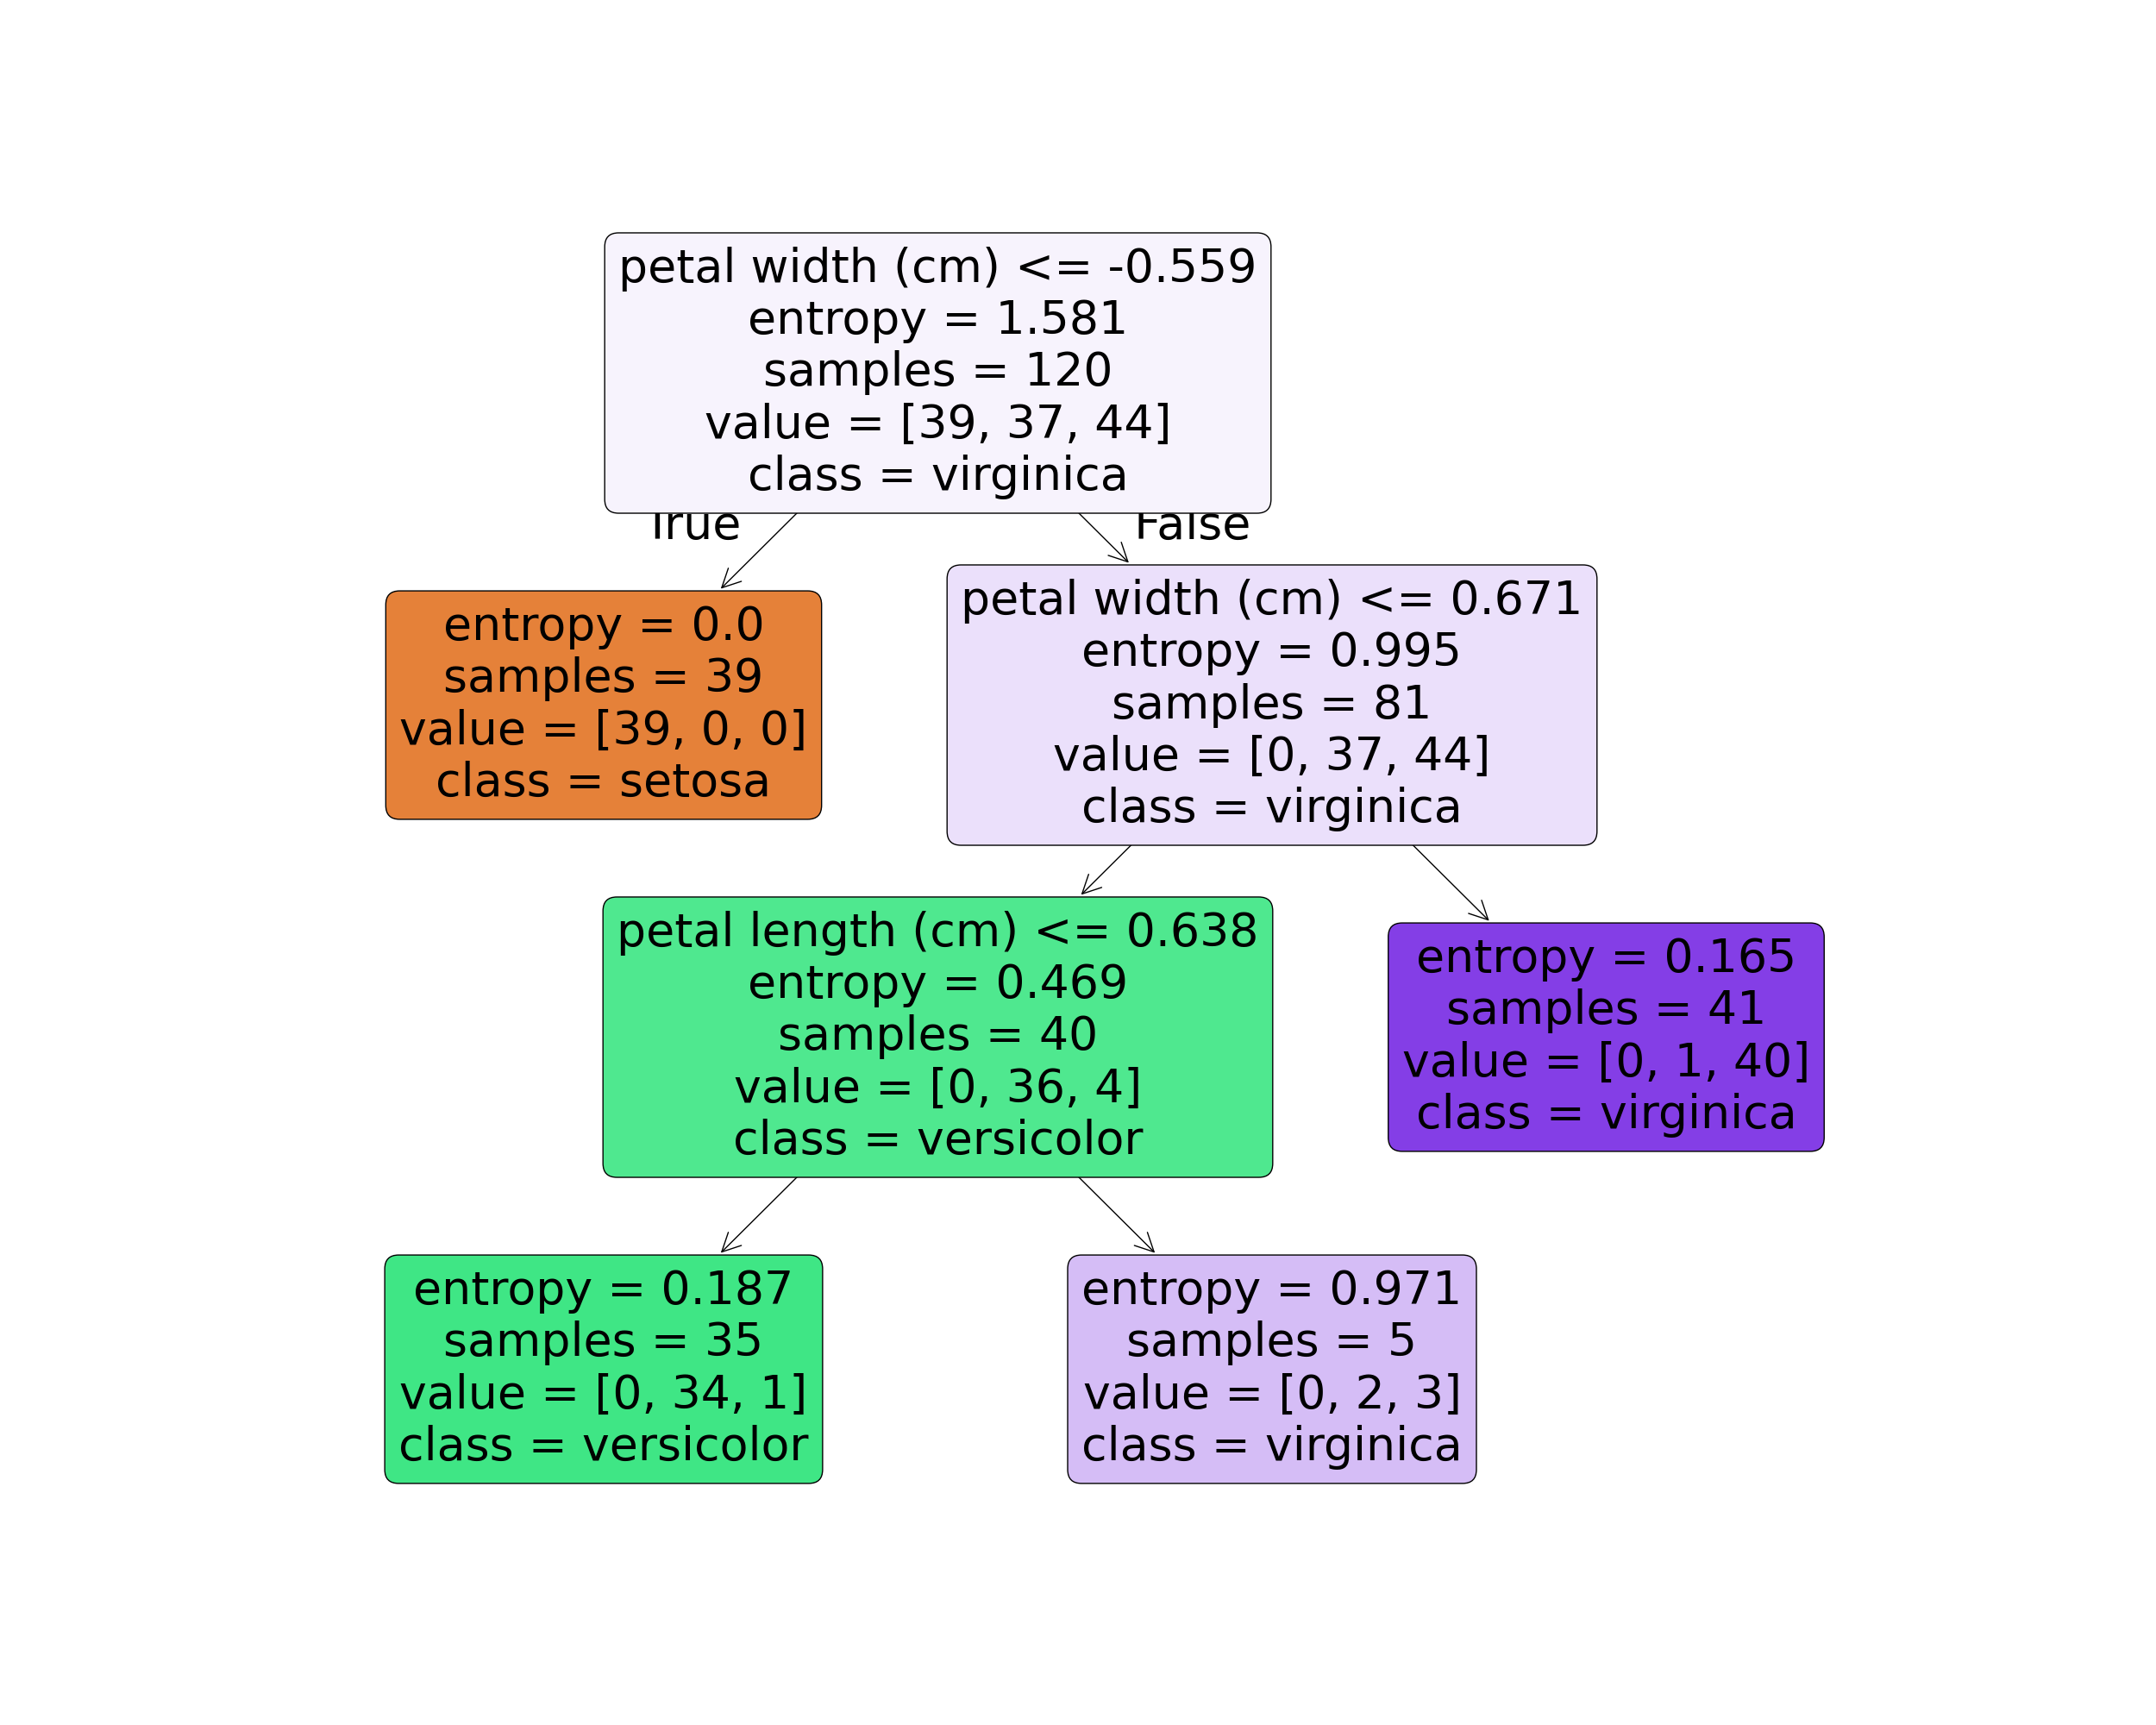 petal width (cm) <= -0.559
entropy = 1.581
samples = 120
value = [39, 37, 44]
class = virginica
True
False
entropy = 0.0
samples = 39
value = [39, 0, 0]
class = setosa
petal width (cm) <= 0.671
entropy = 0.995
samples = 81
value = [0, 37, 44]
class = virginica
petal length (cm) <= 0.638
entropy = 0.469
samples = 40
value = [0, 36, 4]
class = versicolor
entropy = 0.165
samples = 41
value = [0, 1, 40]
class = virginica
entropy = 0.187
samples = 35
value = [0, 34, 1]
class = versicolor
entropy = 0.971
samples = 5
value = [0, 2, 3]
class = virginica